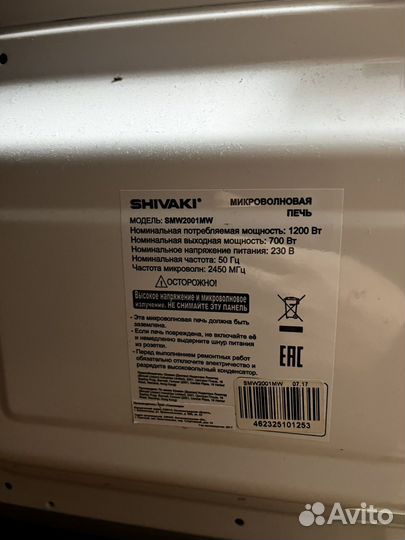 SHIVAKI® МИКРОВОЛНОВАЯ
ПЕЧЬ
МОДЕЛЬ: SMW2001MW
Номинальная потребляемая мощность: 1200 Вт
Номинальная выходная мощность: 700 Вт
Номинальное напряжение питания: 230 В
Номинальная частота: 50 Гц
Частота микроволн: 2450 МГц
ОСТОРОЖНО!
Высокое напряжение и микроволновое
излучение. НЕ СНИМАЙТЕ ЭТУ ПАНЕЛЬ
• Эта микроволновая печь должна быть
заземлена.
• Если печь повреждена, не включайте её
и немедленно выдерните шнур питания
из розетки.
• Перед выполнением ремонтных работ
обязательно отключите электричество и
разрядите высоковольтный конденсатор.
EAC
SMW2001MW 07.17
462325101253
Avito